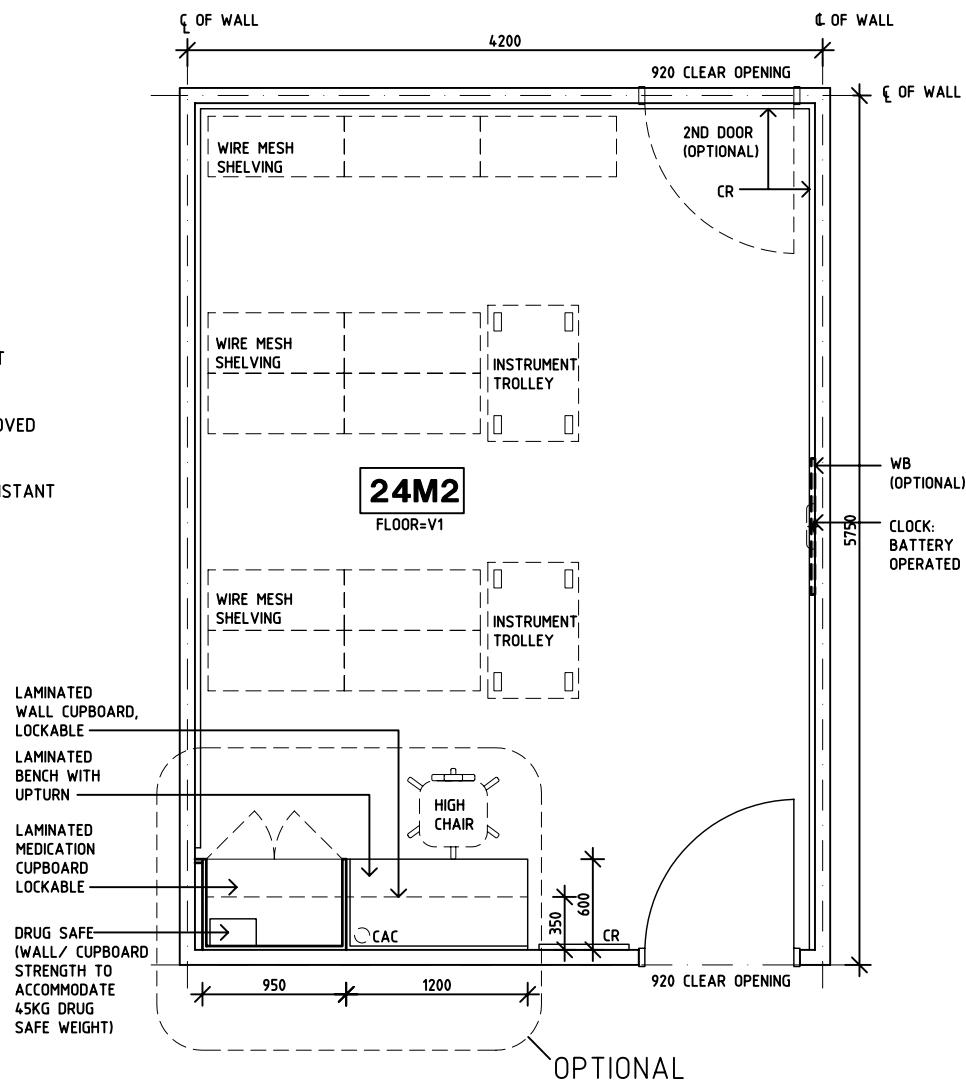 ℄ OF WALL
℄ OF WALL
4200
920 CLEAR OPENING
℄ OF WALL
WIRE MESH
SHELVING
2ND DOOR
(OPTIONAL)
CR
WIRE MESH
SHELVING
INSTRUMENT
TROLLEY
T
OVED
ISTANT
24M2
FLOOR=V1
WB
(OPTIONAL)
5750
CLOCK:
BATTERY
OPERATED
WIRE MESH
SHELVING
INSTRUMENT
TROLLEY
LAMINATED
WALL CUPBOARD,
LOCKABLE
LAMINATED
BENCH WITH
UPTURN
HIGH
CHAIR
LAMINATED
MEDICATION
CUPBOARD
LOCKABLE
DRUG SAFE
(WALL/ CUPBOARD
STRENGTH TO
ACCOMMODATE
45KG DRUG
SAFE WEIGHT)
CAC
350
600
CR
950
1200
920 CLEAR OPENING
OPTIONAL